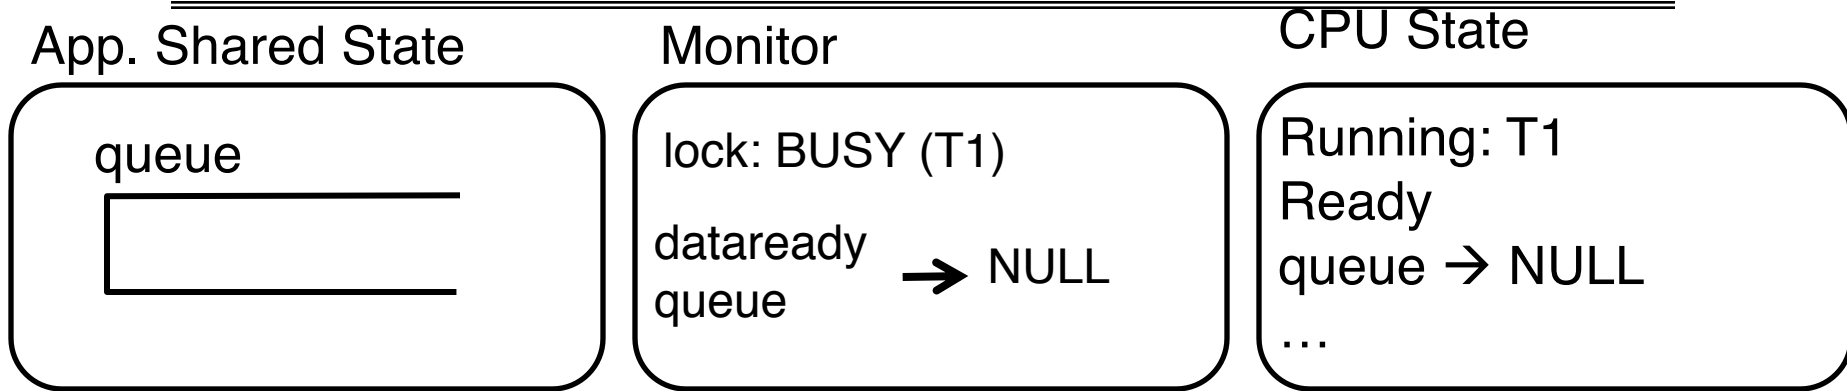 App. Shared State
queue
Monitor
lock: BUSY (T1)
dataready
queue → NULL
CPU State
Running: T1
Ready
queue → NULL
…